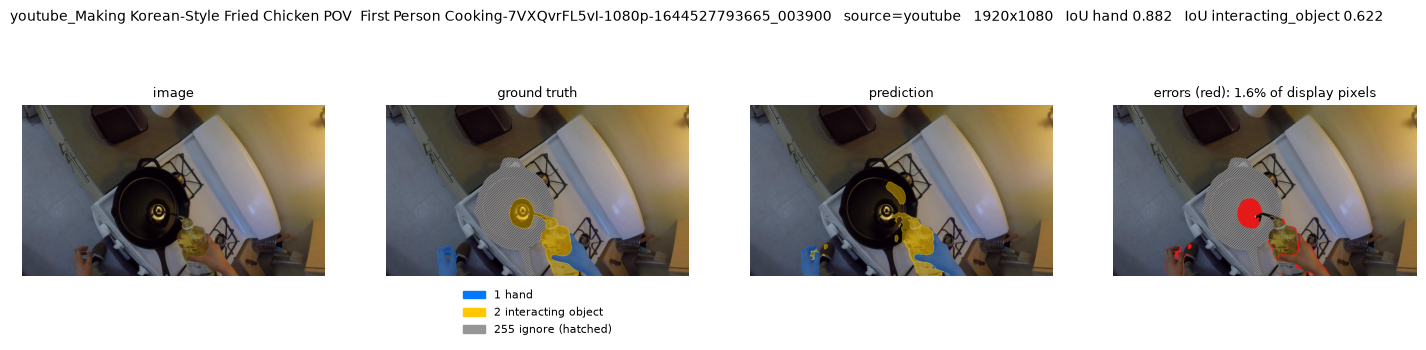 youtube_Making Korean-Style Fried Chicken POV  First Person Cooking-7VXQvrFL5vI-1080p-1644527793665_003900   source=youtube   1920x1080   IoU hand 0.882   IoU interacting_object 0.622
image
ground truth
prediction
errors (red): 1.6% of display pixels
1 hand
2 interacting object
255 ignore (hatched)